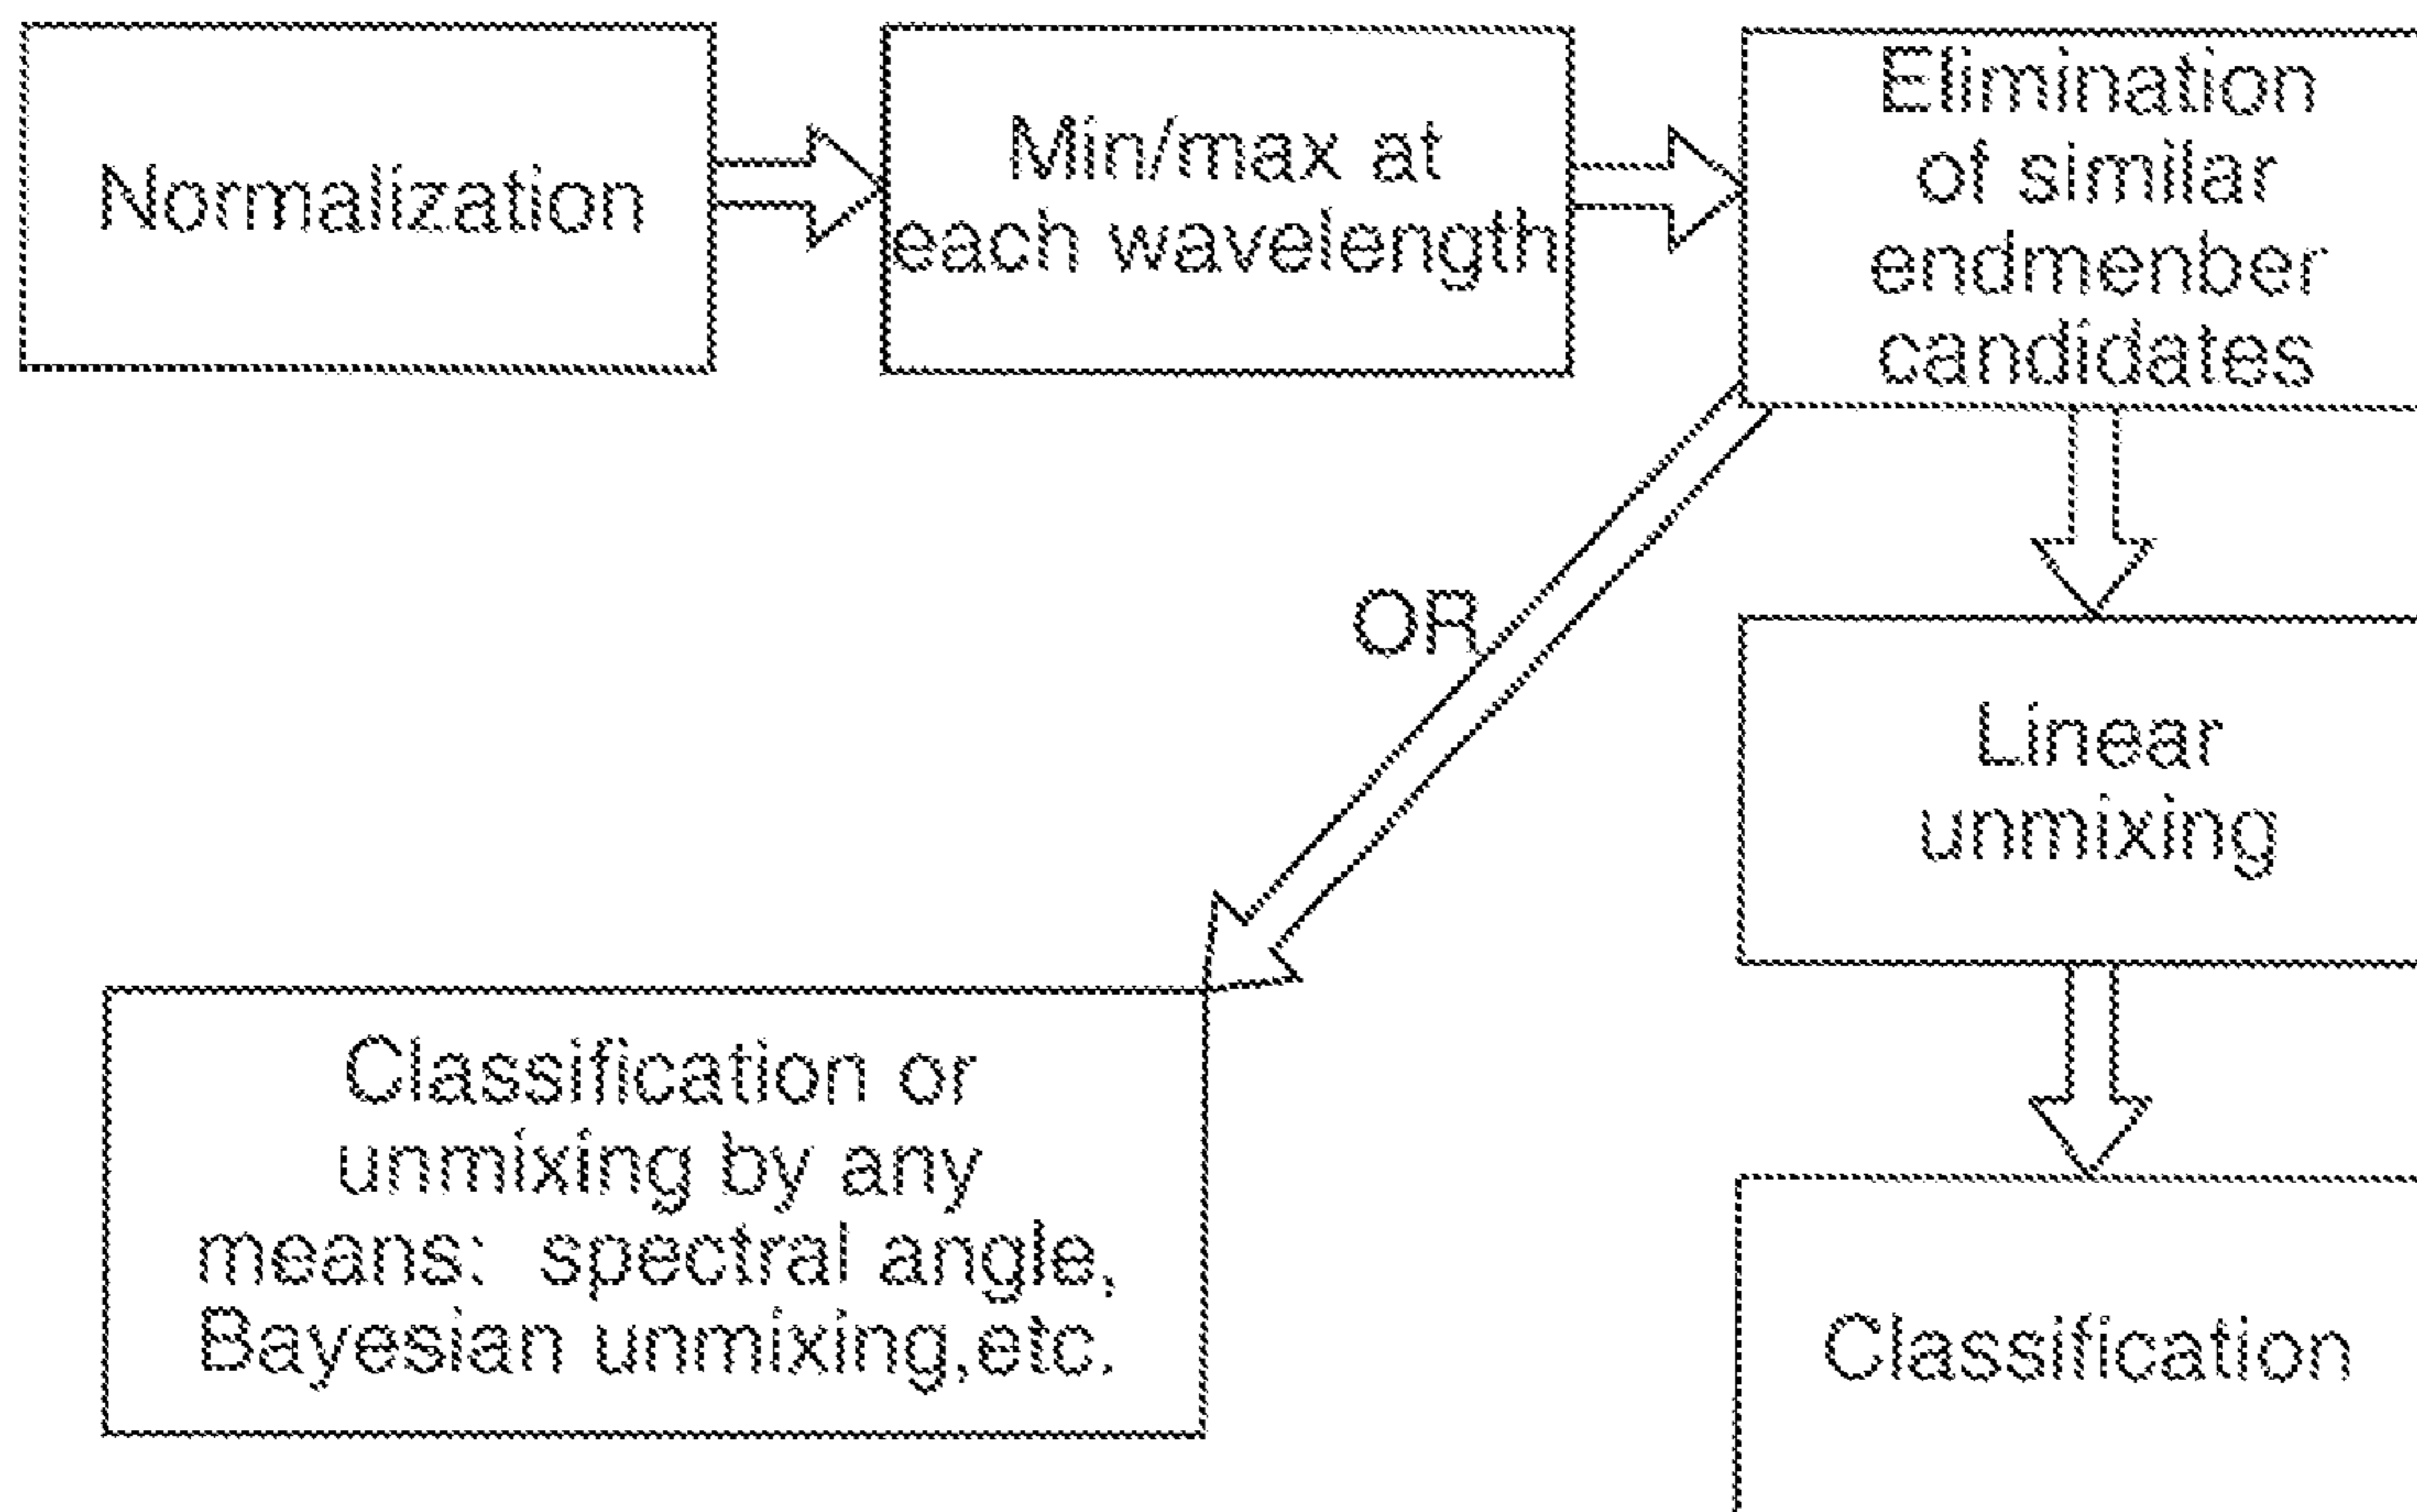 Normalization
Min/max at
each wavelength
Elimination
of similar
endmenber
candidates
OR
Linear
unmixing
Classification or
unmixing by any
means: spectral angle,
Bayesian unmixing,etc.
Classification